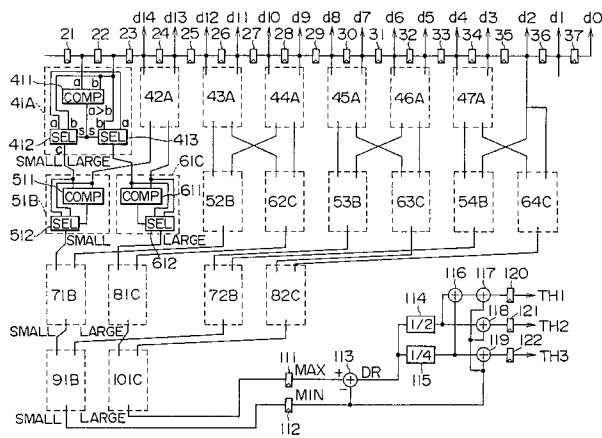 d14 d13 d12 d11 d10 d9 d8 d7 d6 d5 d4 d3 d2 d1 d0
21 22 23 24 25 26 27 28 29 30 31 32 33 34 35 36 37
411 a b
41A COMP 42A 43A 44A 45A 46A 47A
a b a>b b a
412 SEL s s SEL 413
SMALL c LARGE 61C
511 COMP COMP 611 52B 62C 53B 63C 54B 64C
51B
512 SEL SEL
SMALL 612 LARGE
71B 81C 72B 82C
116 117 120
114 TH1
1/2 118 121
TH2
SMALL LARGE 111 113 119 122
MAX + DR 1/4 TH3
91B 101C 115
MIN −
SMALL LARGE 112